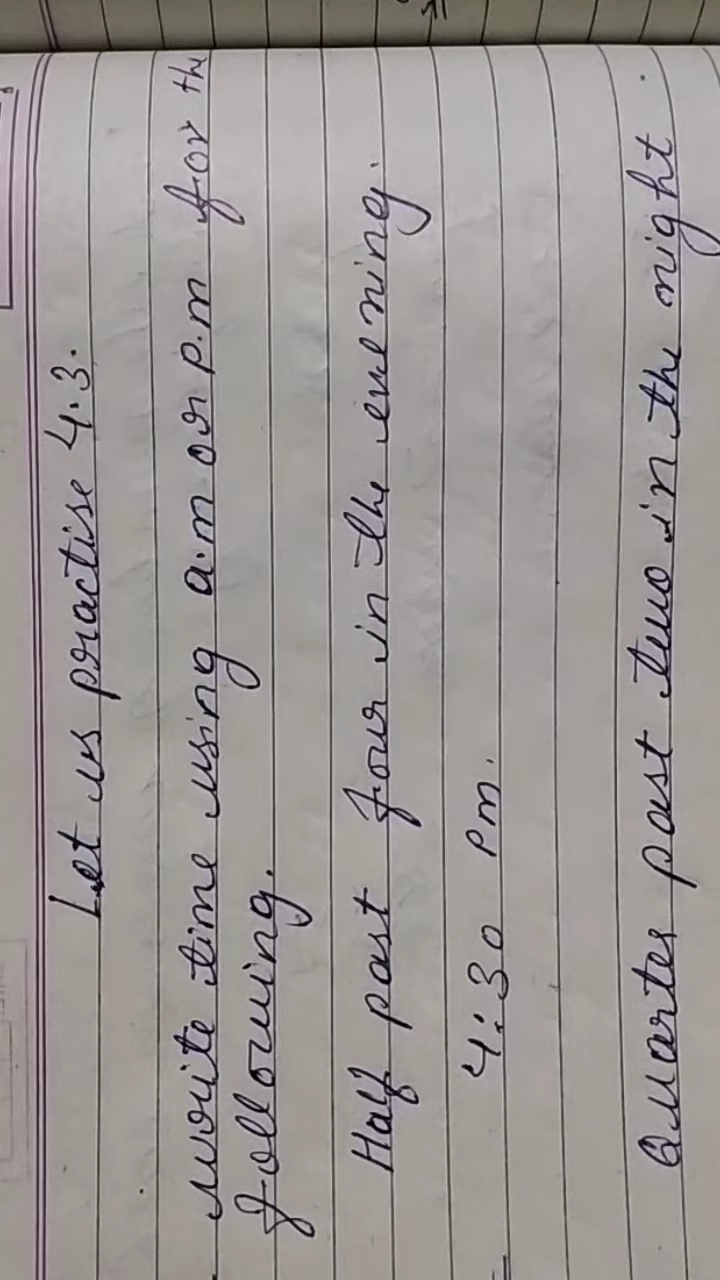 Let us practise 4.3.
write time using a.m or p.m for the
following.
Half past four in the evening.
4:30 Pm.
Quarter past two in the night.